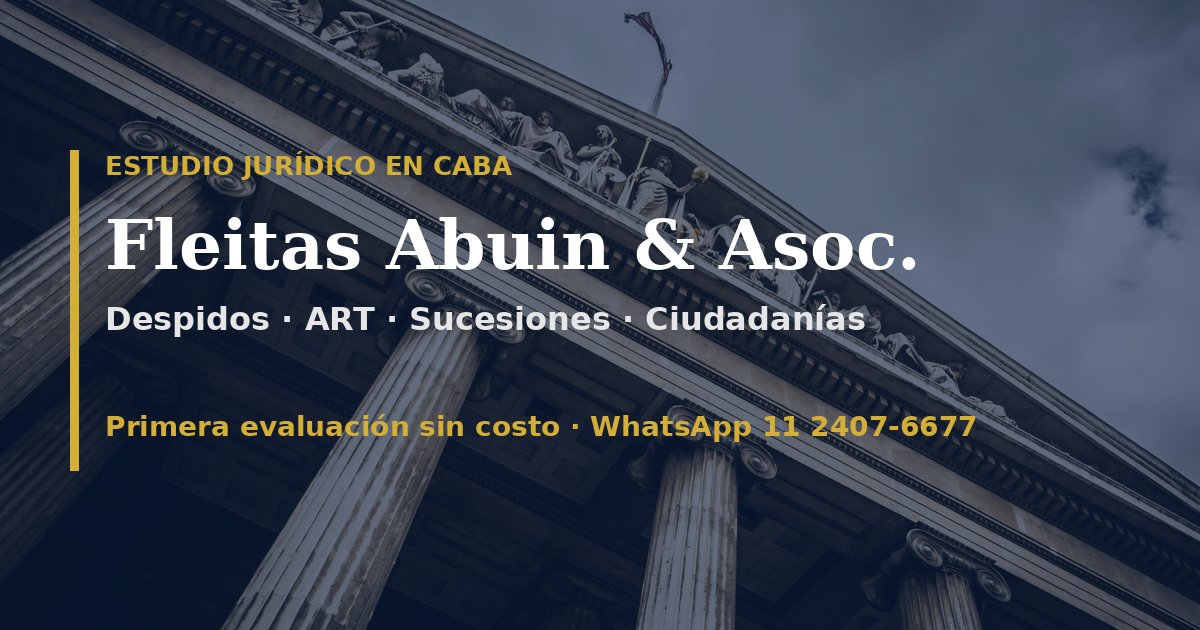 ESTUDIO JURÍDICO EN CABA
Fleitas Abuin & Asoc.
Despidos · ART · Sucesiones · Ciudadanías
Primera evaluación sin costo · WhatsApp 11 2407-6677